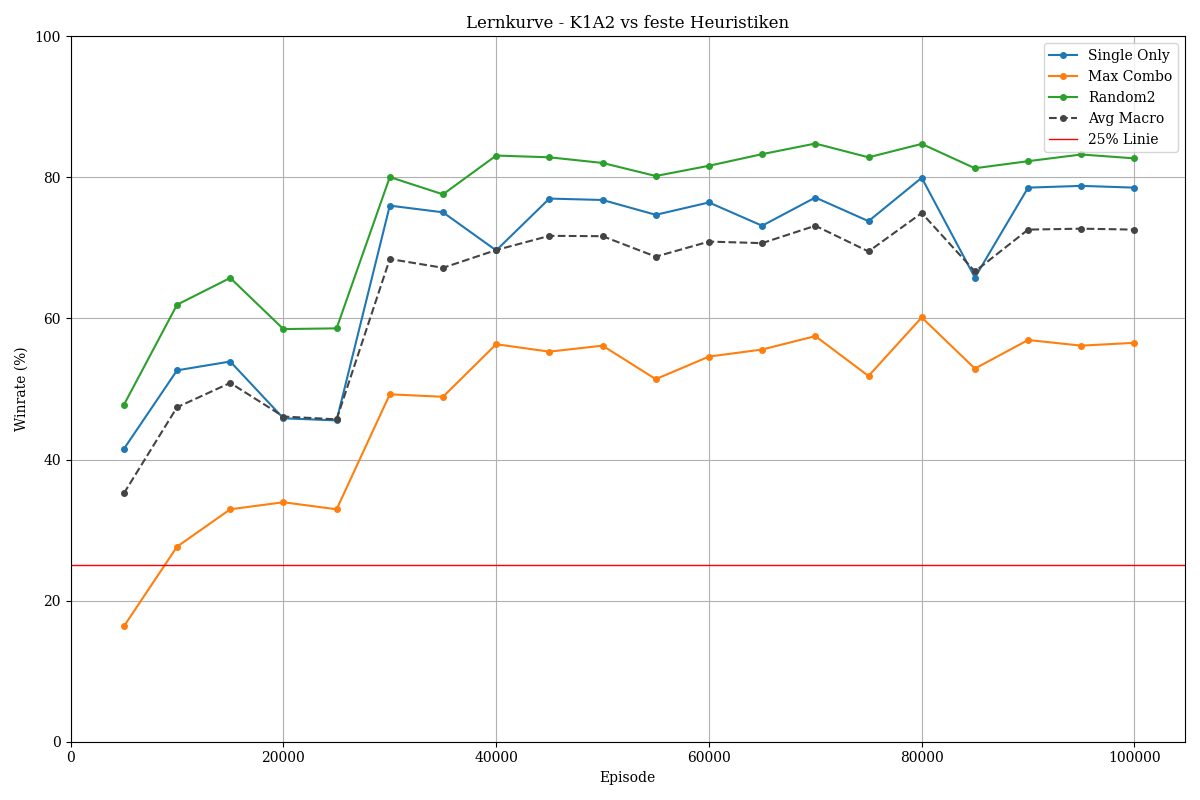 Lernkurve - K1A2 vs feste Heuristiken
100
80
60
40
20
0
Winrate (%)
Single Only
Max Combo
Random2
Avg Macro
25% Linie
0 20000 40000 60000 80000 100000
Episode